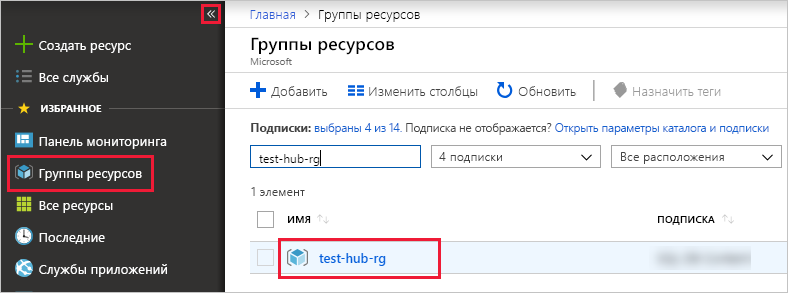 «
Создать ресурс
Все службы
ИЗБРАННОЕ
Панель мониторинга
Группы ресурсов
Все ресурсы
Последние
Службы приложений
Главная > Группы ресурсов
Группы ресурсов
Microsoft
Добавить Изменить столбцы Обновить Назначить теги
Подписки: выбраны 4 из 14. Подписка не отображается? Открыть параметры каталога и подписки
test-hub-rg 4 подписки Все расположения
1 элемент
ИМЯ ПОДПИСКА
test-hub-rg